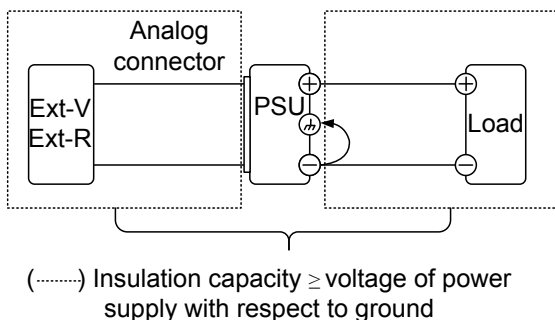 Analog
connector
Ext-V
Ext-R
PSU
+
−
+
−
Load
(--------) Insulation capacity ≥ voltage of power
supply with respect to ground